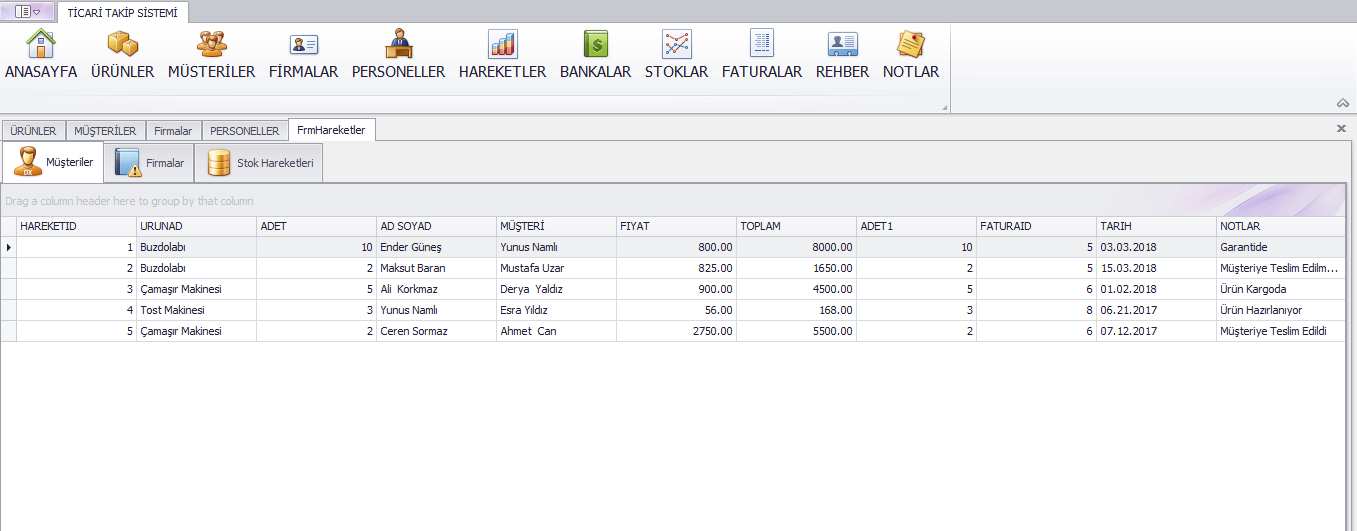 TİCARİ TAKİP SİSTEMİ
ANASAYFA ÜRÜNLER MÜSTERİLER FİRMALAR PERSONELLER HAREKETLER BANKALAR STOKLAR FATURALAR REHBER NOTLAR
ÜRÜNLER MÜŞTERİLER Firmalar PERSONELLER FrmHareketler
Müşteriler Firmalar Stok Hareketleri
Drag a column header here to group by that column
HAREKETID URUNAD ADET AD SOYAD MÜŞTERİ FIYAT TOPLAM ADET1 FATURAID TARIH NOTLAR
1 Buzdolabı 10 Ender Güneş Yunus Namlı 800.00 8000.00 10 5 03.03.2018 Garantide
2 Buzdolabı 2 Maksut Baran Mustafa Uzar 825.00 1650.00 2 5 15.03.2018 Müşteriye Teslim Edilm...
3 Çamaşır Makinesi 5 Ali Korkmaz Derya Yaldız 900.00 4500.00 5 6 01.02.2018 Ürün Kargoda
4 Tost Makinesi 3 Yunus Namlı Esra Yıldız 56.00 168.00 3 8 06.21.2017 Ürün Hazırlanıyor
5 Çamaşır Makinesi 2 Ceren Sormaz Ahmet Can 2750.00 5500.00 2 6 07.12.2017 Müşteriye Teslim Edildi